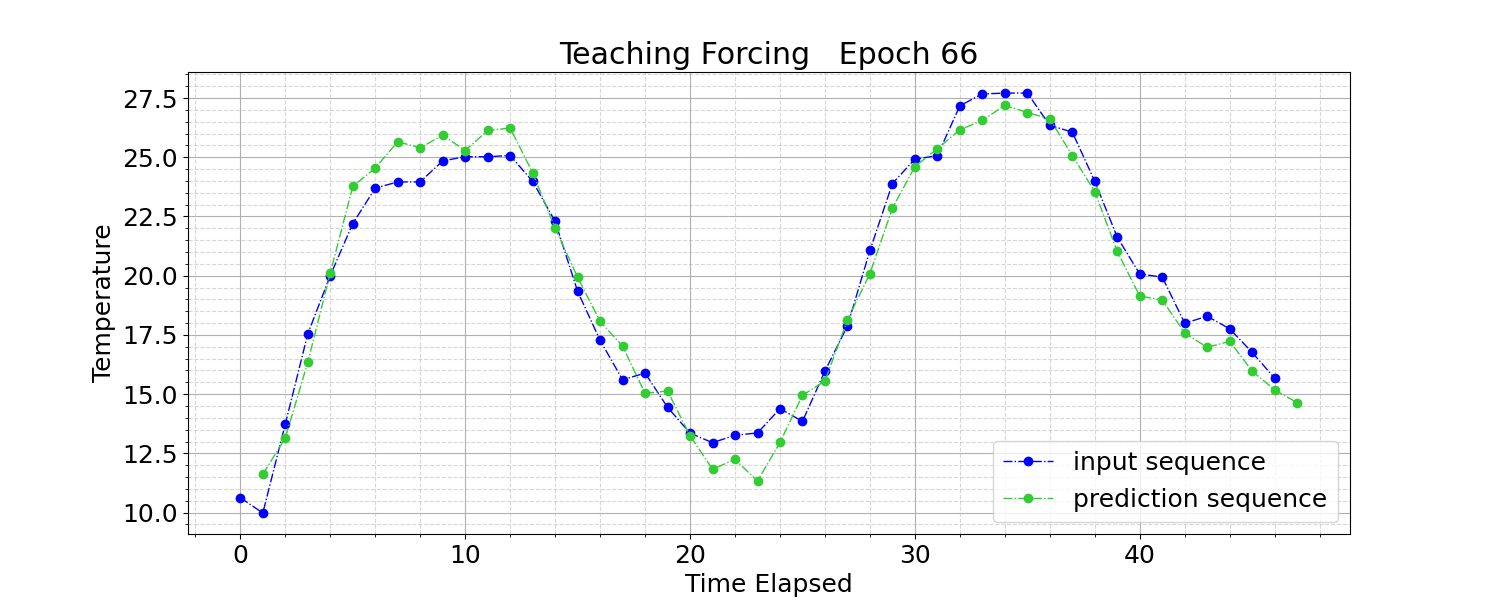 Teaching Forcing   Epoch 66
27.5
25.0
22.5
20.0
17.5
15.0
12.5
10.0
Temperature
input sequence
prediction sequence
0 10 20 30 40
Time Elapsed